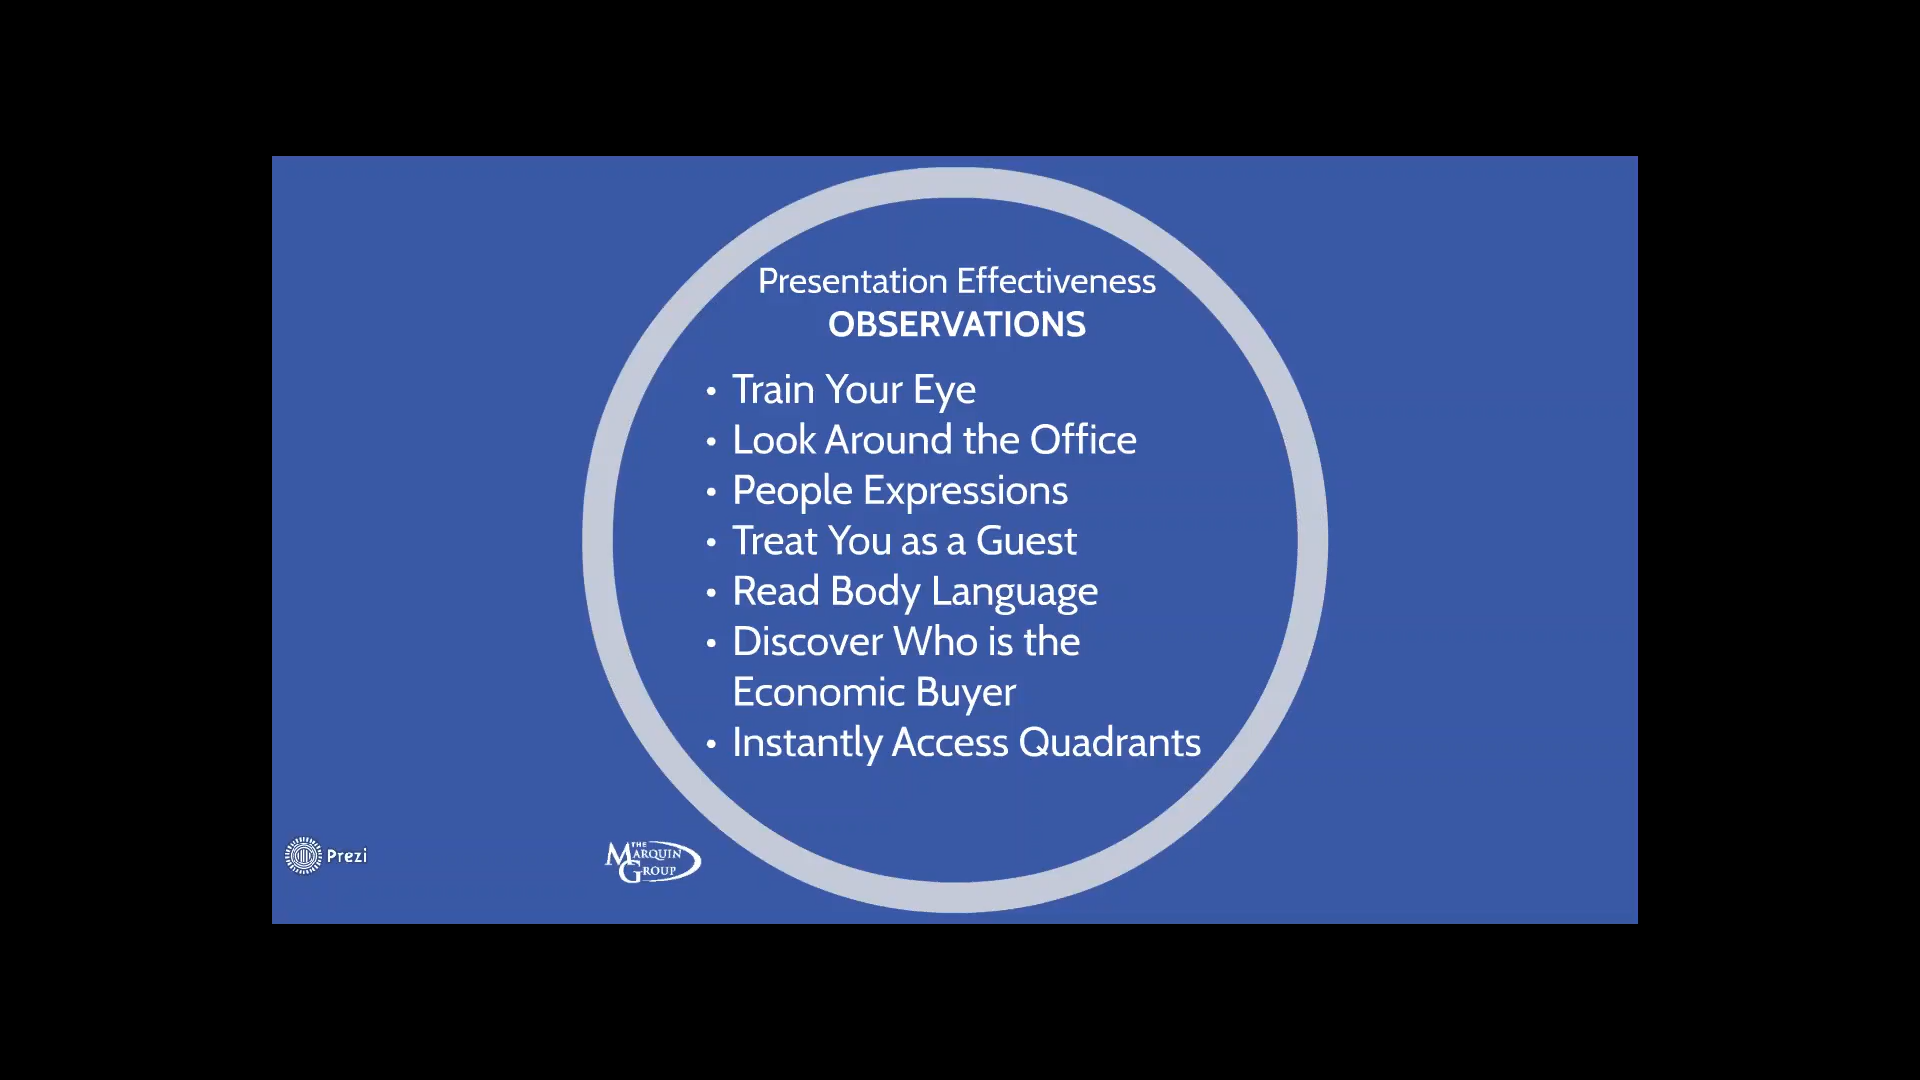 Presentation Effectiveness
OBSERVATIONS
• Train Your Eye
• Look Around the Office
• People Expressions
• Treat You as a Guest
• Read Body Language
• Discover Who is the
Economic Buyer
• Instantly Access Quadrants
Prezi
THE
MARQUIN
GROUP